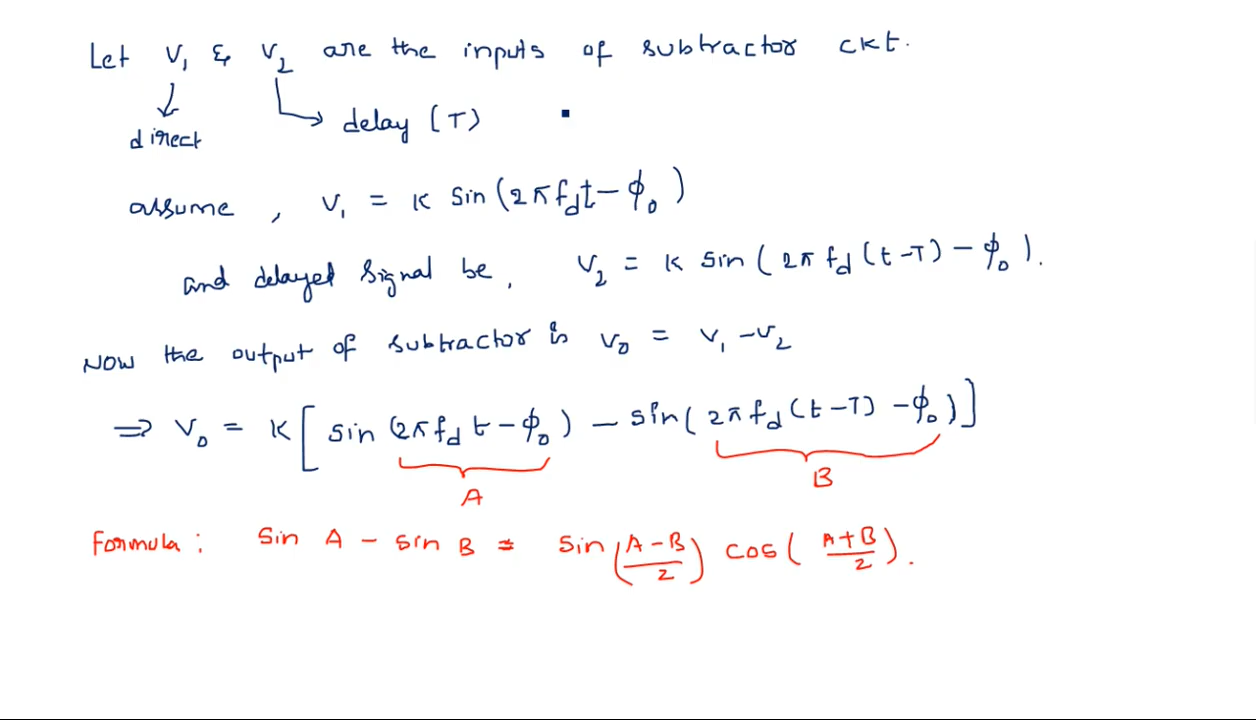 Let V₁ & V₂ are the inputs of subtractor ckt.
direct
delay (T)
assume, V₁ = K sin(2πf_dt-ϕ₀)
and delayed signal be, V₂ = K sin(2πf_d(t-T)-ϕ₀).
Now the output of subtractor is V₀ = V₁-V₂
⇒ V₀ = K[sin(2πf_dt-ϕ₀) - sin(2πf_d(t-T)-ϕ₀)]
A B
Formula: Sin A - Sin B = Sin((A-B)/2) cos((A+B)/2).